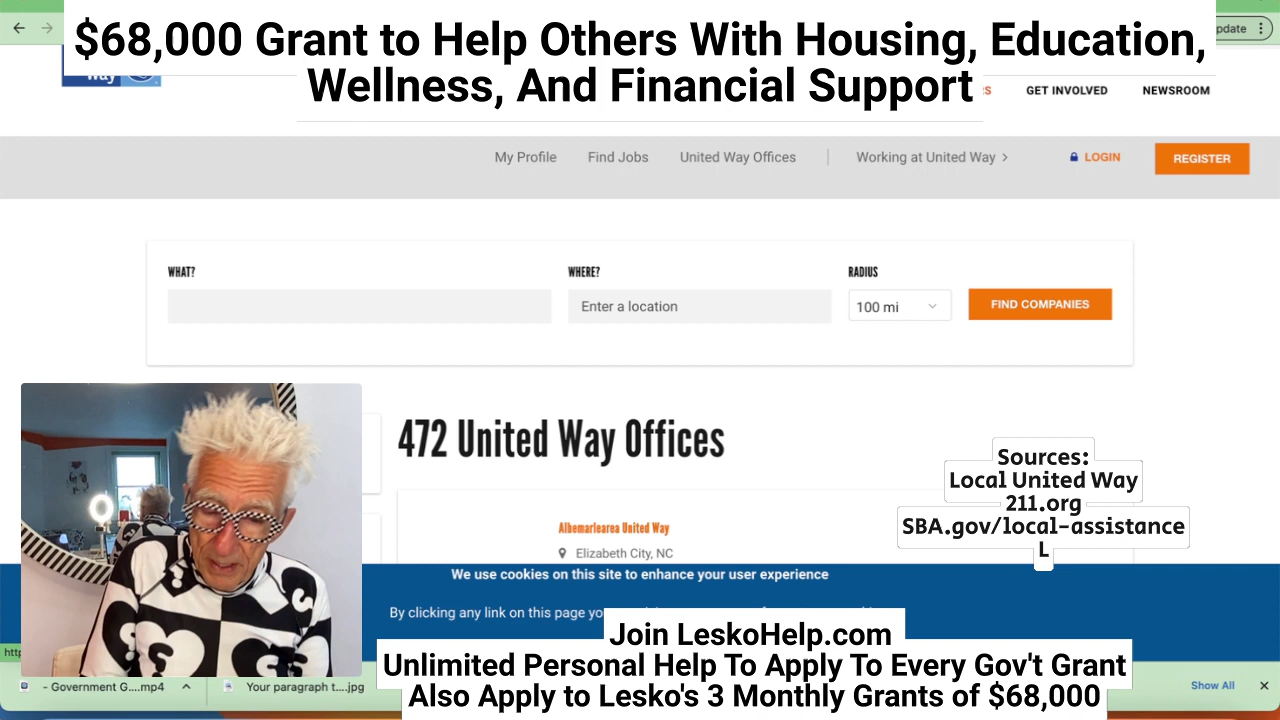 $68,000 Grant to Help Others With Housing, Education,
Wellness, And Financial Support
pdate
Way
S GET INVOLVED NEWSROOM
My Profile Find Jobs United Way Offices Working at United Way LOGIN REGISTER
WHAT? WHERE? RADIUS
Enter a location 100 mi FIND COMPANIES
472 United Way Offices
Sources:
Local United Way
211.org
SBA.gov/local-assistance
L
Albemarlearea United Way
Elizabeth City, NC
We use cookies on this site to enhance your user experience
By clicking any link on this page yo
Join LeskoHelp.com
Unlimited Personal Help To Apply To Every Gov't Grant
Also Apply to Lesko's 3 Monthly Grants of $68,000
http
- Government G....mp4 Your paragraph t....jpg Show All